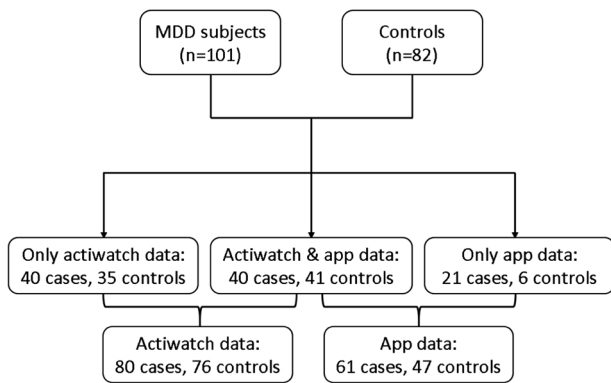 MDD subjects
(n=101)
Controls
(n=82)
Only actiwatch data:
40 cases, 35 controls
Actiwatch & app data:
40 cases, 41 controls
Only app data:
21 cases, 6 controls
Actiwatch data:
80 cases, 76 controls
App data:
61 cases, 47 controls